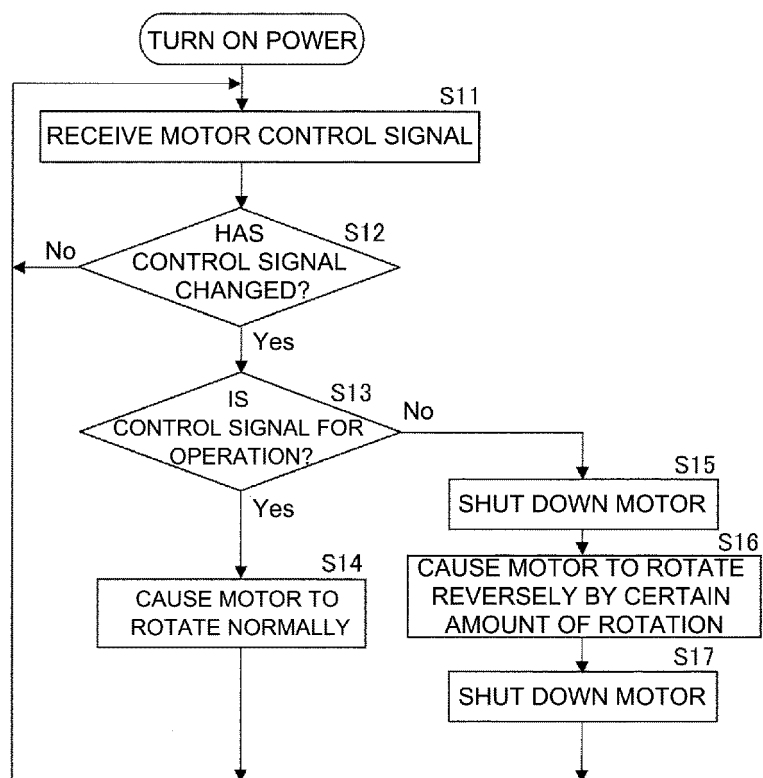 TURN ON POWER
S11
RECEIVE MOTOR CONTROL SIGNAL
S12
HAS
CONTROL SIGNAL
CHANGED?
No
Yes
S13
IS
CONTROL SIGNAL FOR
OPERATION?
No
Yes
S14
CAUSE MOTOR TO
ROTATE NORMALLY
S15
SHUT DOWN MOTOR
S16
CAUSE MOTOR TO ROTATE
REVERSELY BY CERTAIN
AMOUNT OF ROTATION
S17
SHUT DOWN MOTOR